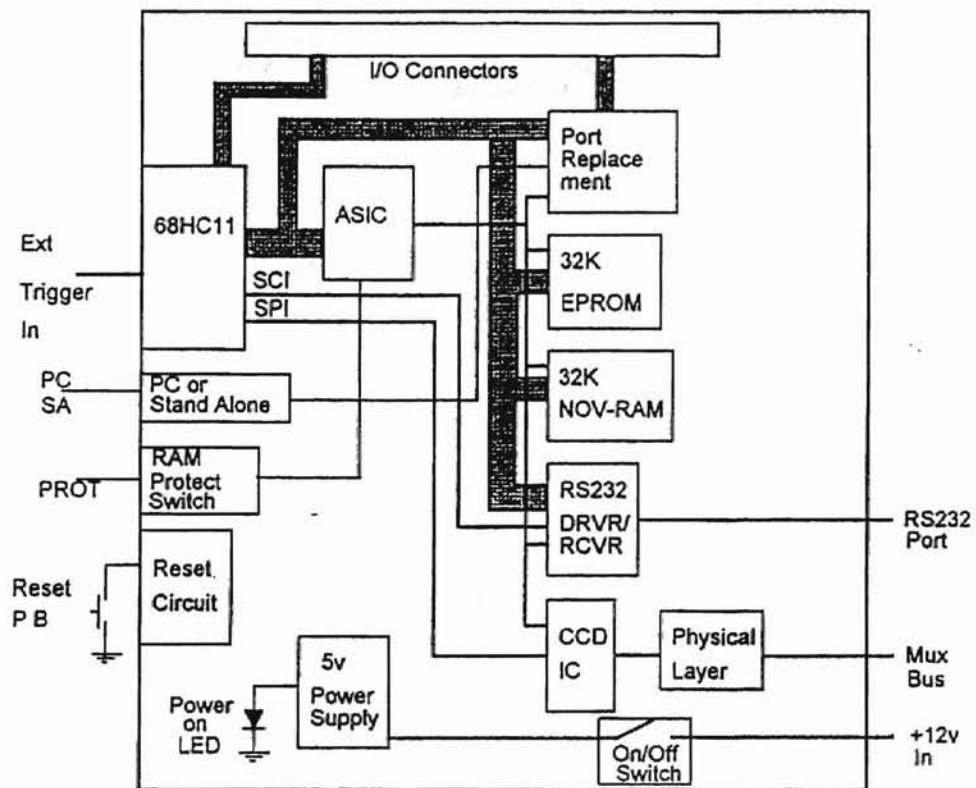 I/O Connectors
Port
Replace
ment
68HC11
ASIC
Ext
Trigger
In
SCI
SPI
32K
EPROM
PC
SA
PC or
Stand Alone
32K
NOV-RAM
PROT
RAM
Protect
Switch
RS232
DRVR/
RCVR
RS232
Port
Reset
P B
Reset
Circuit
CCD
IC
Physical
Layer
Mux
Bus
5v
Power
Supply
Power
on
LED
On/Off
Switch
+12v
In